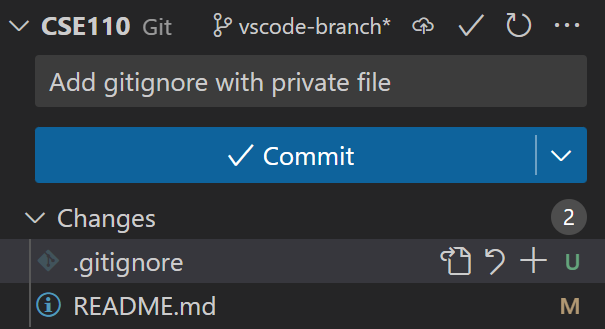 CSE110 Git vscode-branch*
Add gitignore with private file
Commit
Changes 2
.gitignore U
README.md M